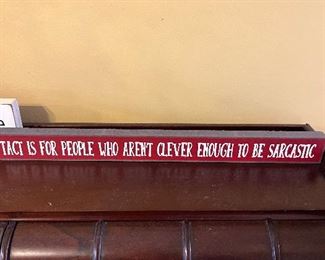 TACT IS FOR PEOPLE WHO AREN'T CLEVER ENOUGH TO BE SARCASTIC